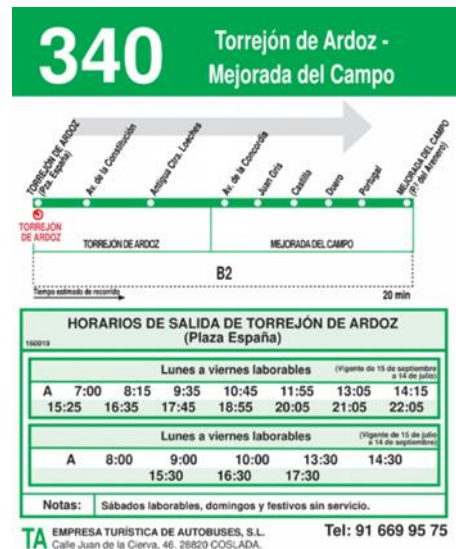 340
Torrejón de Ardoz -
Mejorada del Campo
TORREJÓN DE ARDOZ
(Pza. España)
Av. de la Constitución
Antigua Ctra. Loeches
Av. de la Concordia
Juan Gris
Castilla
Duero
Portugal
MEJORADA DEL CAMPO
(P.º del Arenero)
TORREJÓN
DE ARDOZ
TORREJÓN DE ARDOZ
MEJORADA DEL CAMPO
B2
Tiempo estimado de recorrido
20 min
HORARIOS DE SALIDA DE TORREJÓN DE ARDOZ
(Plaza España)
160919
Lunes a viernes laborables
(Vigente de 15 de septiembre
a 14 de julio)
A 7:00 8:15 9:35 10:45 11:55 13:05 14:15
15:25 16:35 17:45 18:55 20:05 21:05 22:05
Lunes a viernes laborables
(Vigente de 15 de julio
a 14 de septiembre)
A 8:00 9:00 10:00 13:30 14:30
15:30 16:30 17:30
Notas: Sábados laborables, domingos y festivos sin servicio.
TA EMPRESA TURÍSTICA DE AUTOBUSES, S.L.
Calle Juan de la Cierva, 46. 28820 COSLADA.
Tel: 91 669 95 75